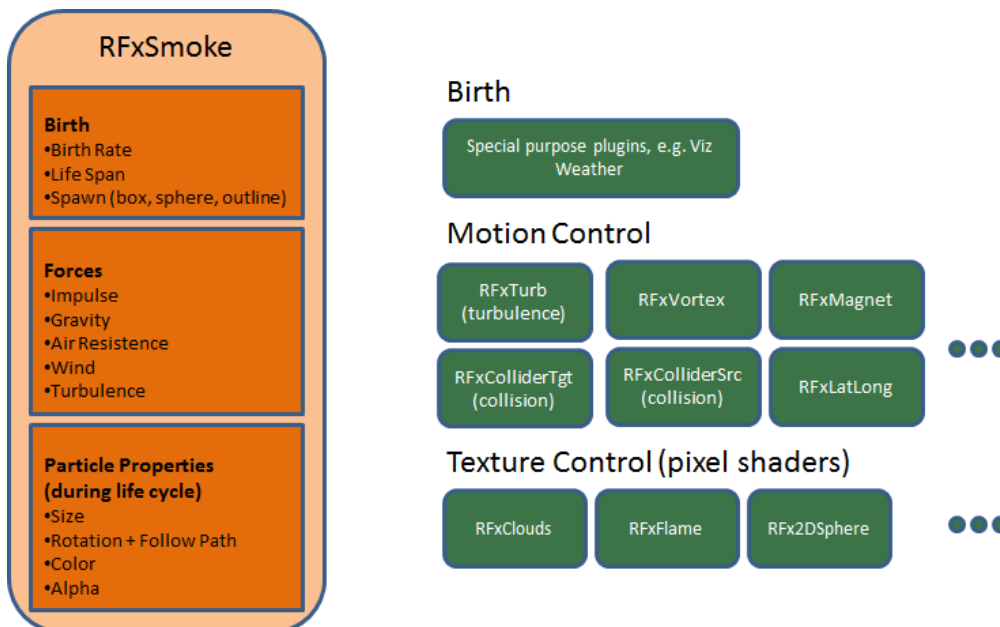 RFxSmoke
Birth
•Birth Rate
•Life Span
•Spawn (box, sphere, outline)
Forces
•Impulse
•Gravity
•Air Resistence
•Wind
•Turbulence
Particle Properties
(during life cycle)
•Size
•Rotation + Follow Path
•Color
•Alpha
Birth
Special purpose plugins, e.g. Viz
Weather
Motion Control
RFxTurb
(turbulence)
RFxVortex
RFxMagnet
RFxColliderTgt
(collision)
RFxColliderSrc
(collision)
RFxLatLong
Texture Control (pixel shaders)
RFxClouds
RFxFlame
RFx2DSphere